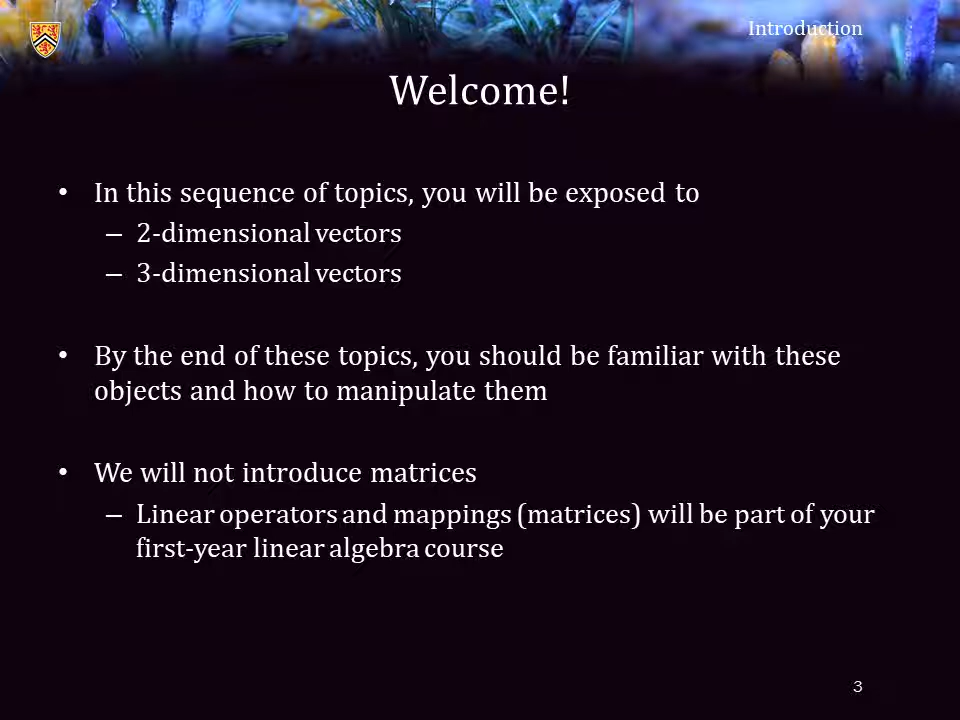 Introduction
Welcome!
• In this sequence of topics, you will be exposed to
– 2-dimensional vectors
– 3-dimensional vectors
• By the end of these topics, you should be familiar with these
objects and how to manipulate them
• We will not introduce matrices
– Linear operators and mappings (matrices) will be part of your
first-year linear algebra course
3